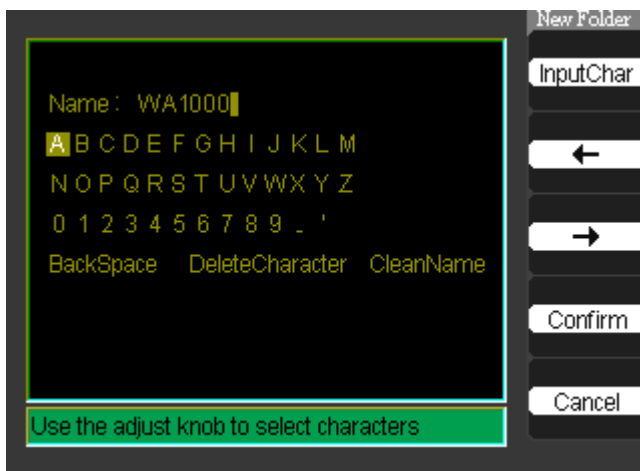 New Folder
InputChar
Name: WA1000
A B C D E F G H I J K L M
N O P Q R S T U V W X Y Z
0 1 2 3 4 5 6 7 8 9 _ '
BackSpace DeleteCharacter CleanName
←
→
Confirm
Cancel
Use the adjust knob to select characters